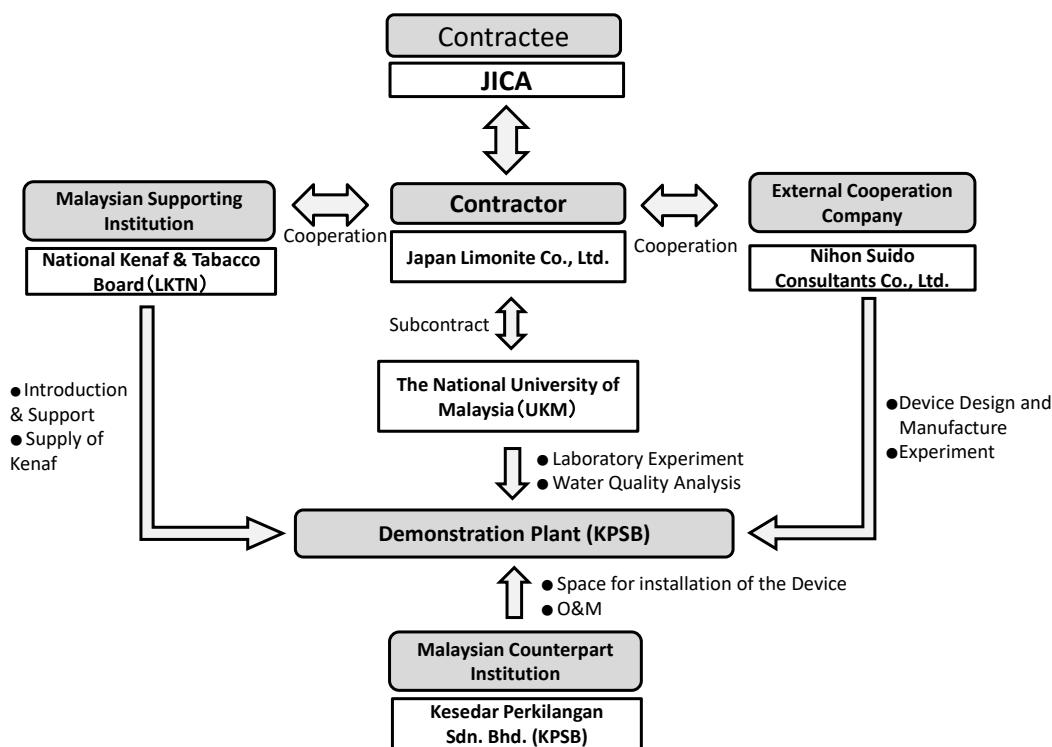 Contractee
JICA
Malaysian Supporting
Institution
National Kenaf & Tabacco
Board(LKTN)
Cooperation
Contractor
Japan Limonite Co., Ltd.
Cooperation
External Cooperation
Company
Nihon Suido
Consultants Co., Ltd.
Subcontract
The National University of
Malaysia(UKM)
●Introduction
& Support
●Supply of
Kenaf
●Laboratory Experiment
●Water Quality Analysis
●Device Design and
Manufacture
●Experiment
Demonstration Plant (KPSB)
●Space for installation of the Device
●O&M
Malaysian Counterpart
Institution
Kesedar Perkilangan
Sdn. Bhd. (KPSB)